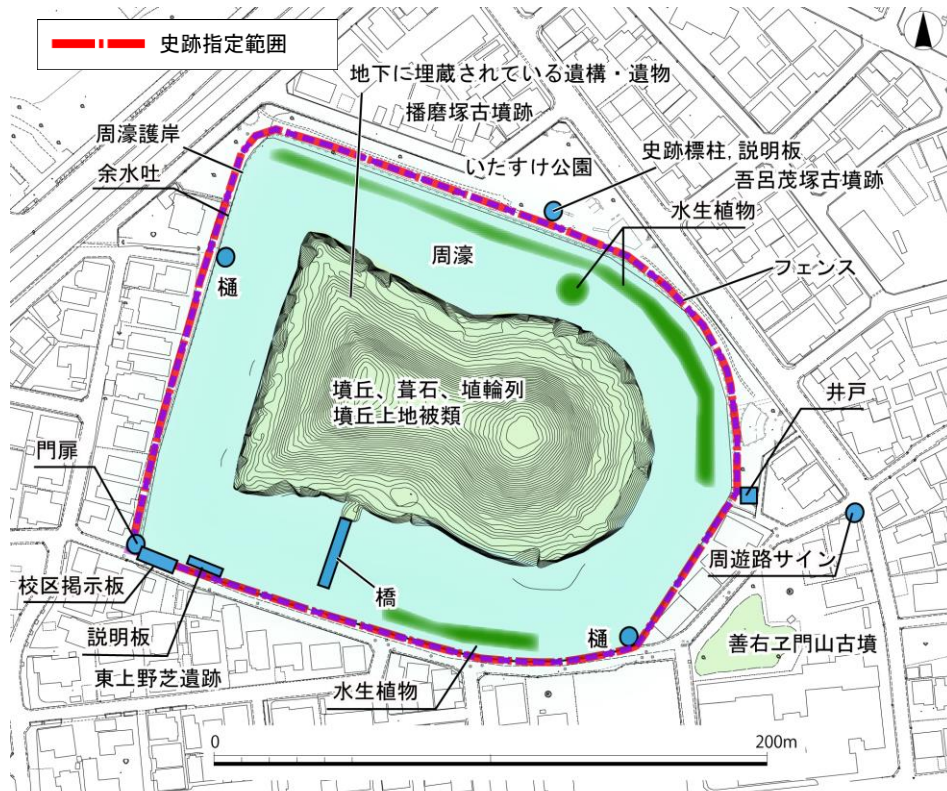 史跡指定範囲
地下に埋蔵されている遺構・遺物
播磨塚古墳跡
周濠護岸
いたすけ公園
史跡標柱,説明板
余水吐
吾呂茂塚古墳跡
水生植物
周濠
フェンス
樋
墳丘、葺石、埴輪列
墳丘上地被類
井戸
門扉
周遊路サイン
校区掲示板
橋
説明板
樋
善右ヱ門山古墳
東上野芝遺跡
水生植物
0
200m